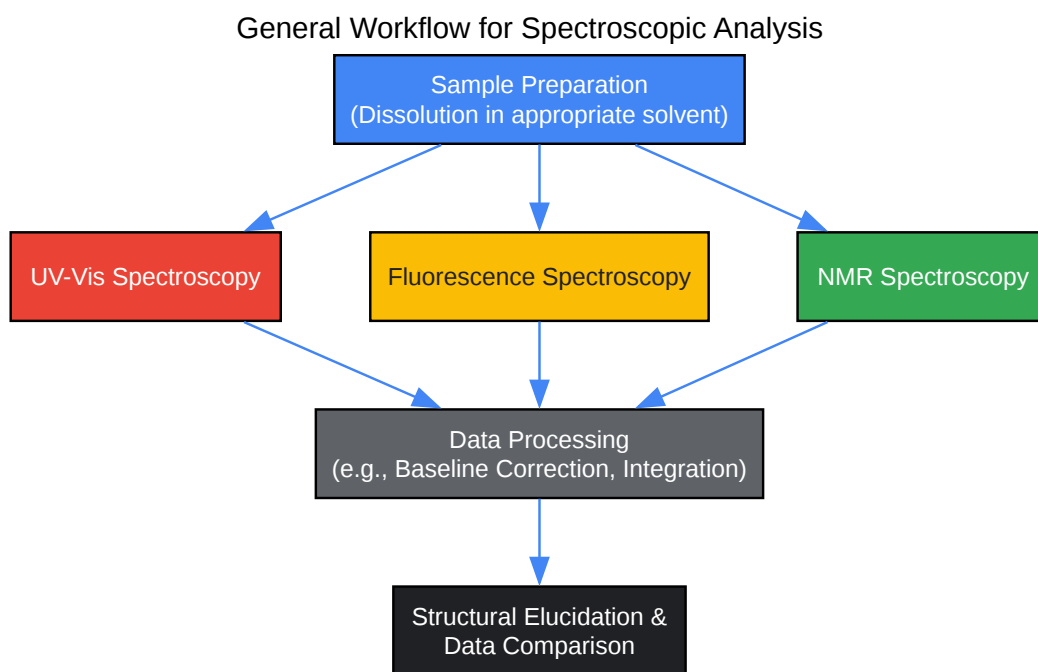 General Workflow for Spectroscopic Analysis
Sample Preparation
(Dissolution in appropriate solvent)
UV-Vis Spectroscopy
Fluorescence Spectroscopy
NMR Spectroscopy
Data Processing
(e.g., Baseline Correction, Integration)
Structural Elucidation &
Data Comparison